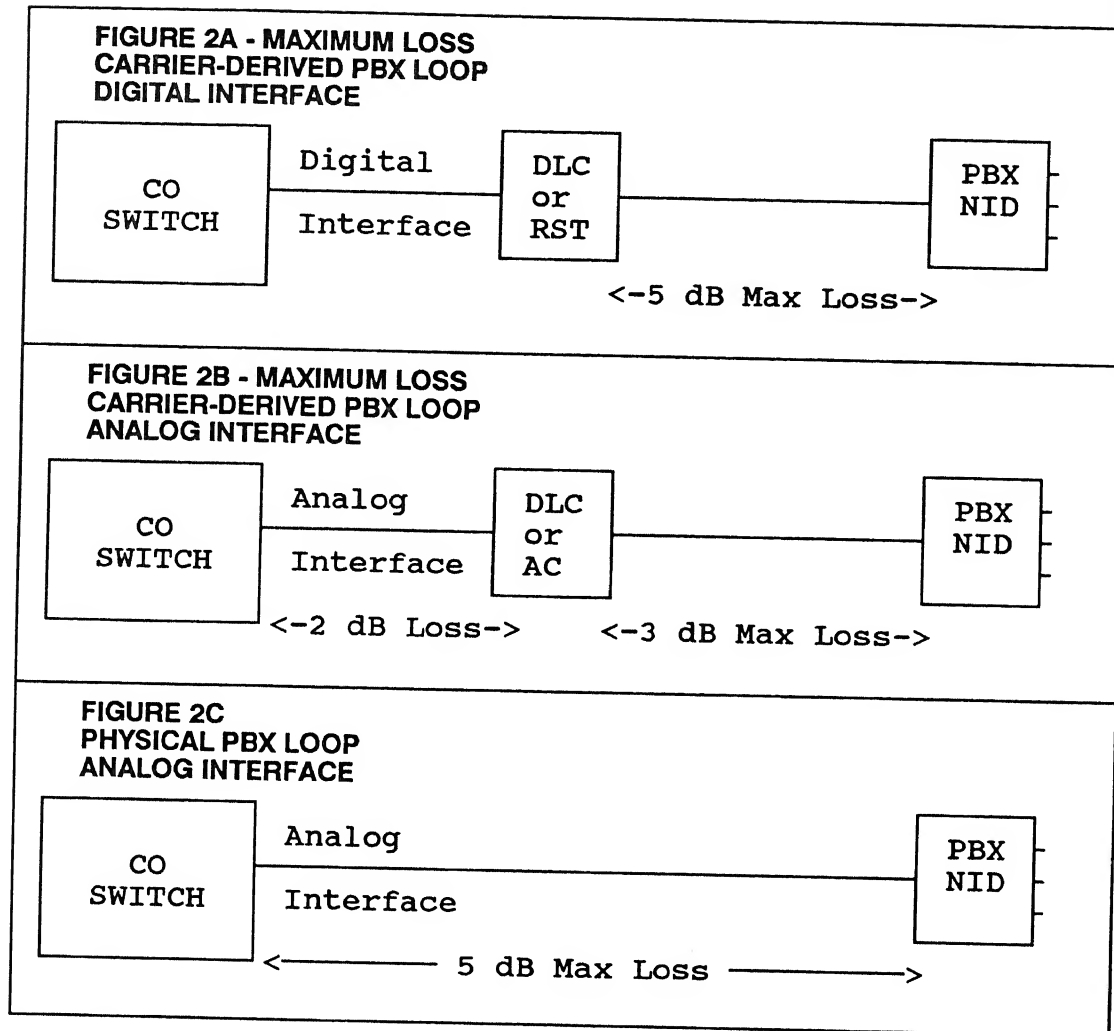 FIGURE 2A - MAXIMUM LOSS
CARRIER-DERIVED PBX LOOP
DIGITAL INTERFACE
CO
SWITCH
Digital
Interface
DLC
or
RST
PBX
NID
<-5 dB Max Loss->
FIGURE 2B - MAXIMUM LOSS
CARRIER-DERIVED PBX LOOP
ANALOG INTERFACE
CO
SWITCH
Analog
Interface
DLC
or
AC
PBX
NID
<-2 dB Loss->
<-3 dB Max Loss->
FIGURE 2C
PHYSICAL PBX LOOP
ANALOG INTERFACE
CO
SWITCH
Analog
Interface
PBX
NID
<—— 5 dB Max Loss ——>